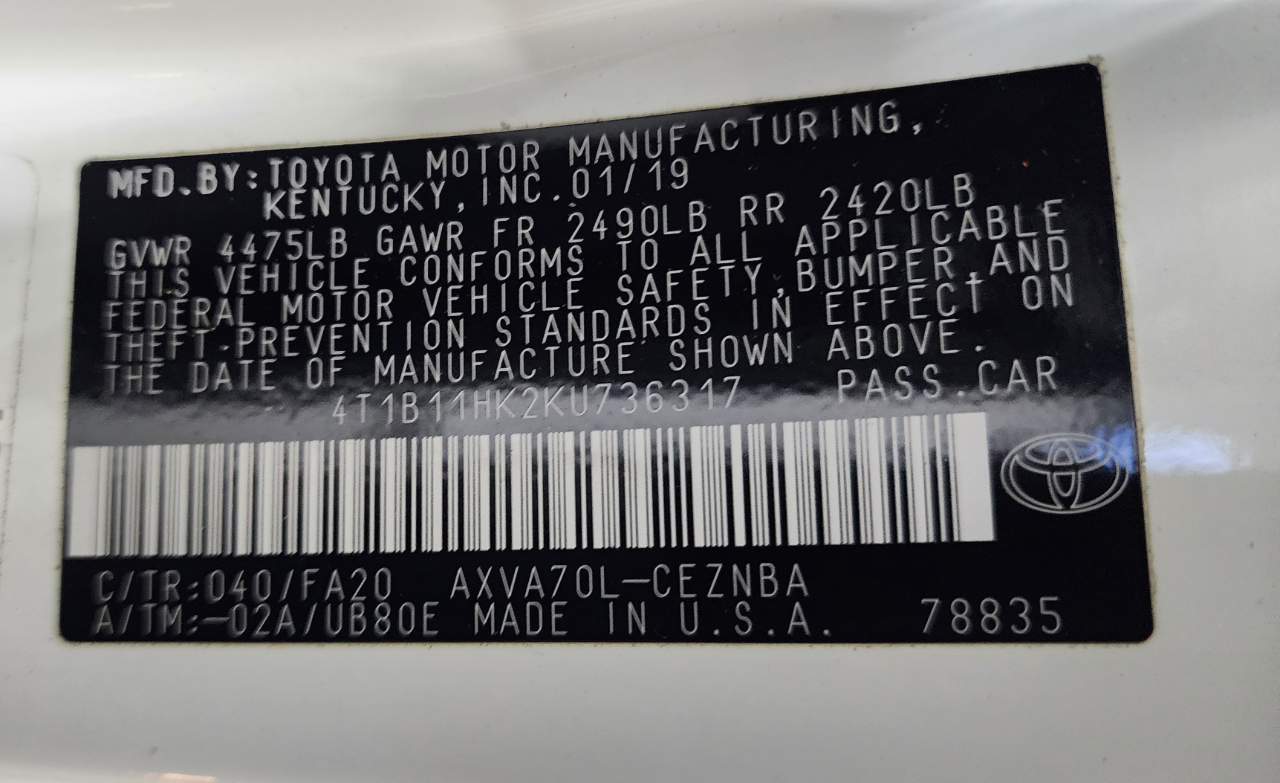 MFD.BY:TOYOTA MOTOR MANUFACTURING,
KENTUCKY, INC. 01/19
GVWR 4475LB GAWR FR 2490LB RR 2420LB
THIS VEHICLE CONFORMS TO ALL APPLICABLE
FEDERAL MOTOR VEHICLE SAFETY,BUMPER,AND
THEFT-PREVENTION STANDARDS IN EFFECT ON
THE DATE OF MANUFACTURE SHOWN ABOVE.
4T1B11HK2KU736317 PASS.CAR
C/TR:040/FA20 AXVA70L-CEZNBA
A/TM:-02A/UB80E MADE IN U.S.A. 78835